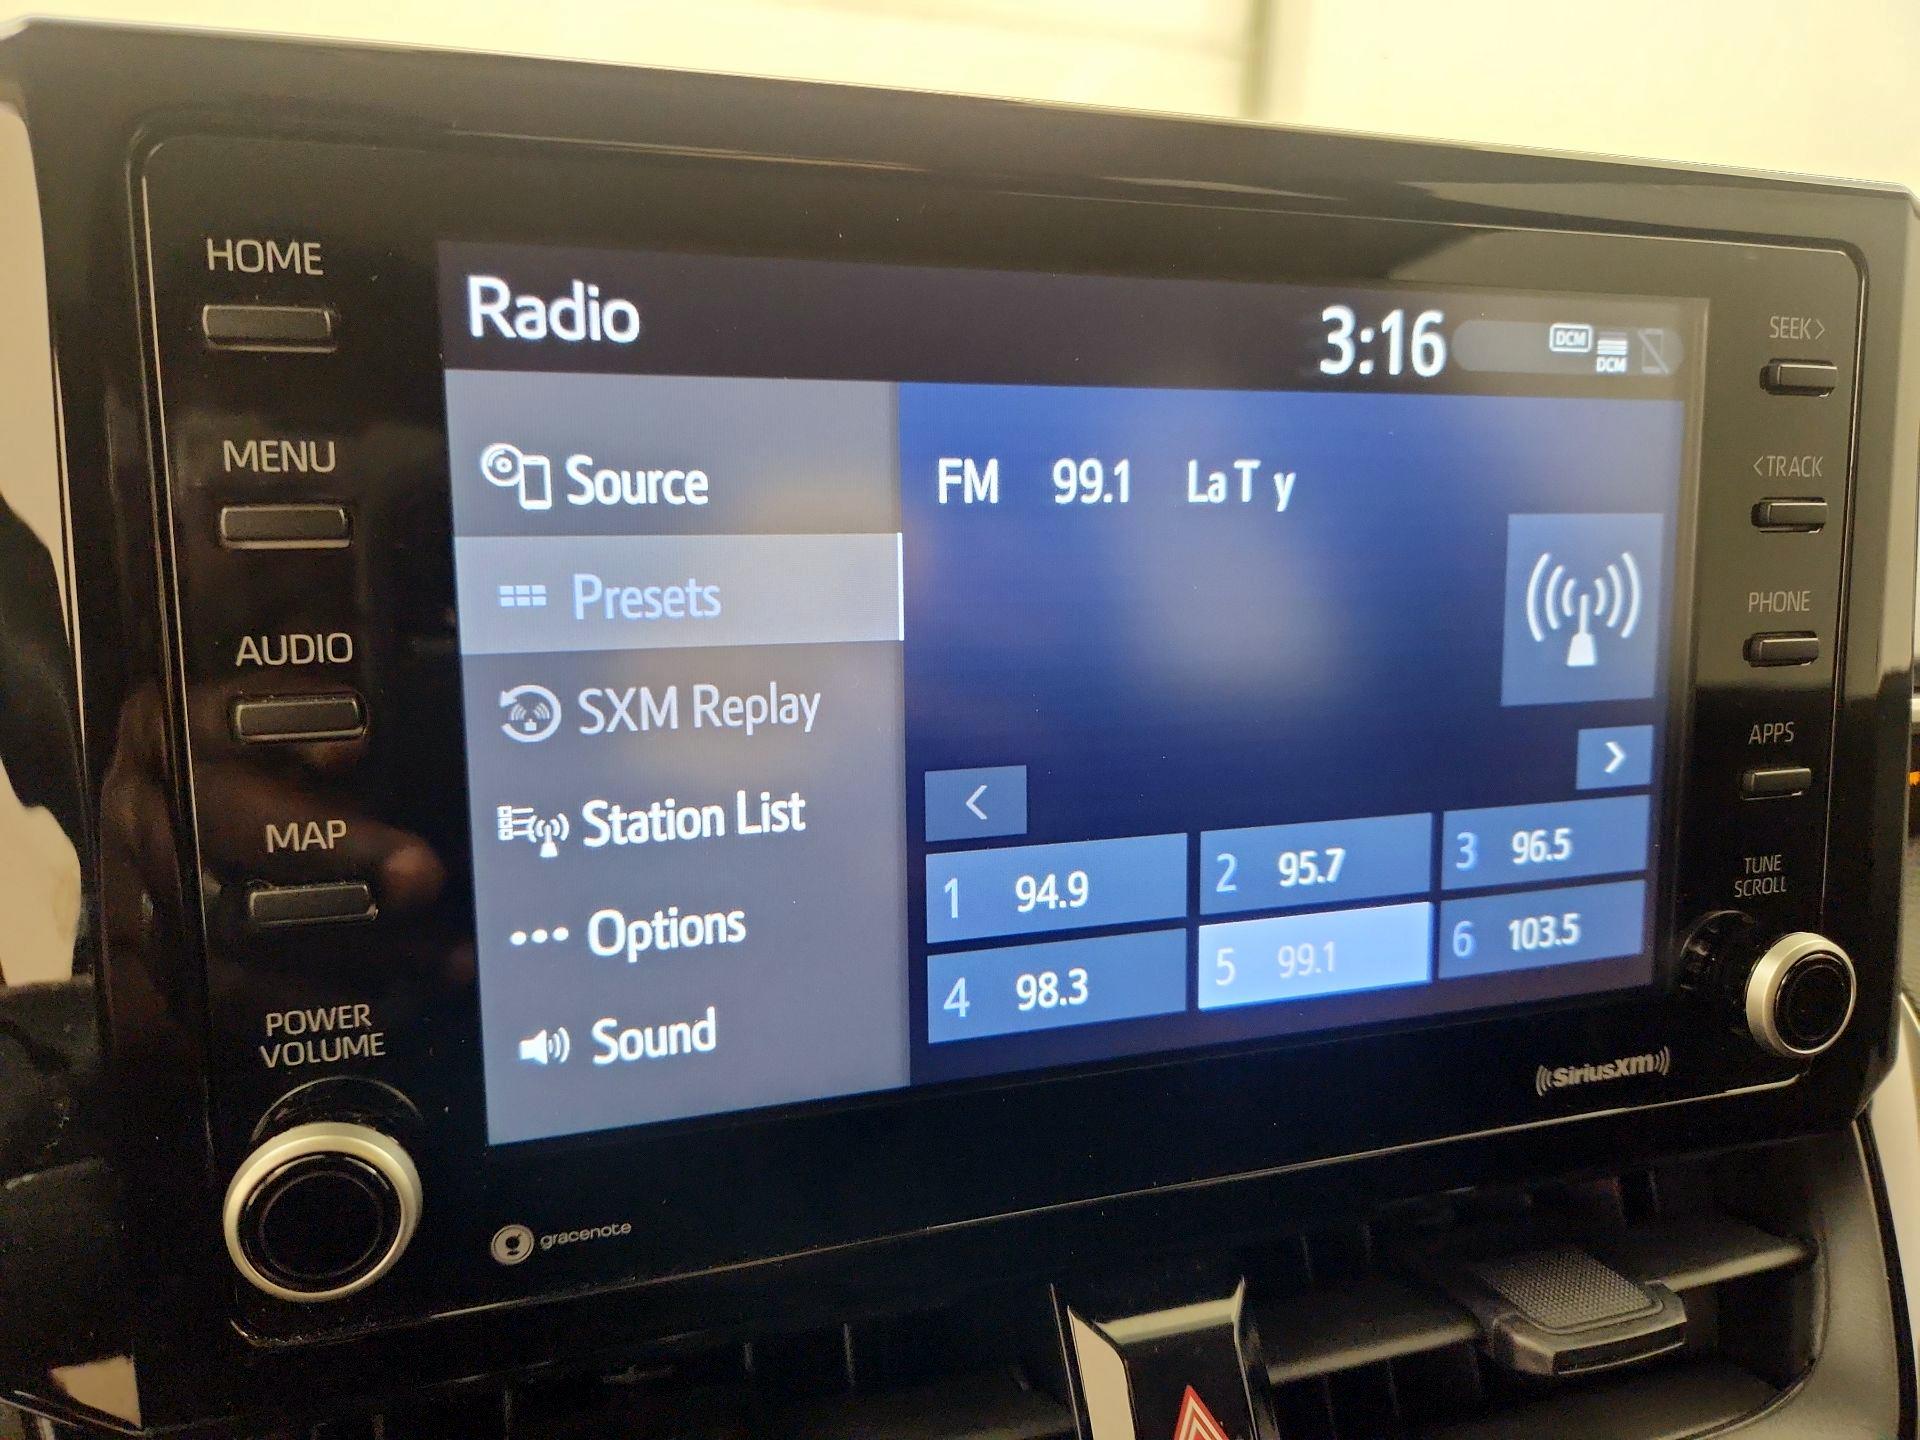 HOME
MENU
AUDIO
MAP
POWER
VOLUME
Radio
3:16
DCM
DCM
Source
Presets
SXM Replay
Station List
Options
Sound
FM 99.1 La T y
<
>
1 94.9
2 95.7
3 96.5
4 98.3
5 99.1
6 103.5
SEEK >
< TRACK
PHONE
APPS
TUNE
SCROLL
g gracenote
((SiriusXM))